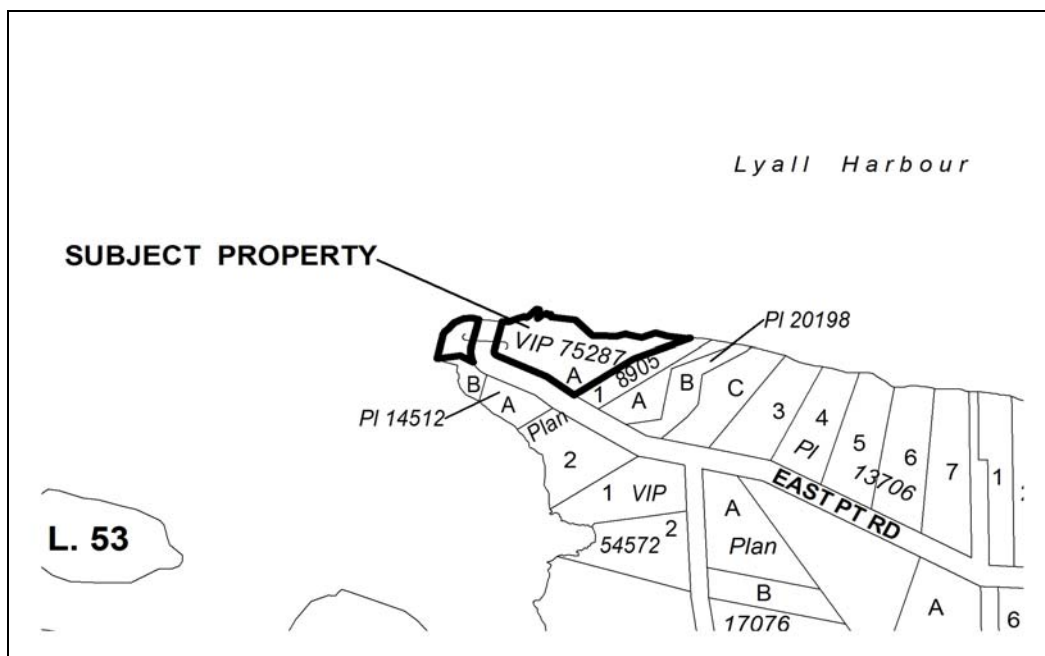 Lyall Harbour
SUBJECT PROPERTY
Pl 20198
VIP 75287
A
8905
1
B
A
Pl 14512
A
B
C
3
4
Pl
5
13706
6
7
1
Plan
2
1 VIP
2
54572
EAST PT RD
A
Plan
B
17076
A
6
L. 53